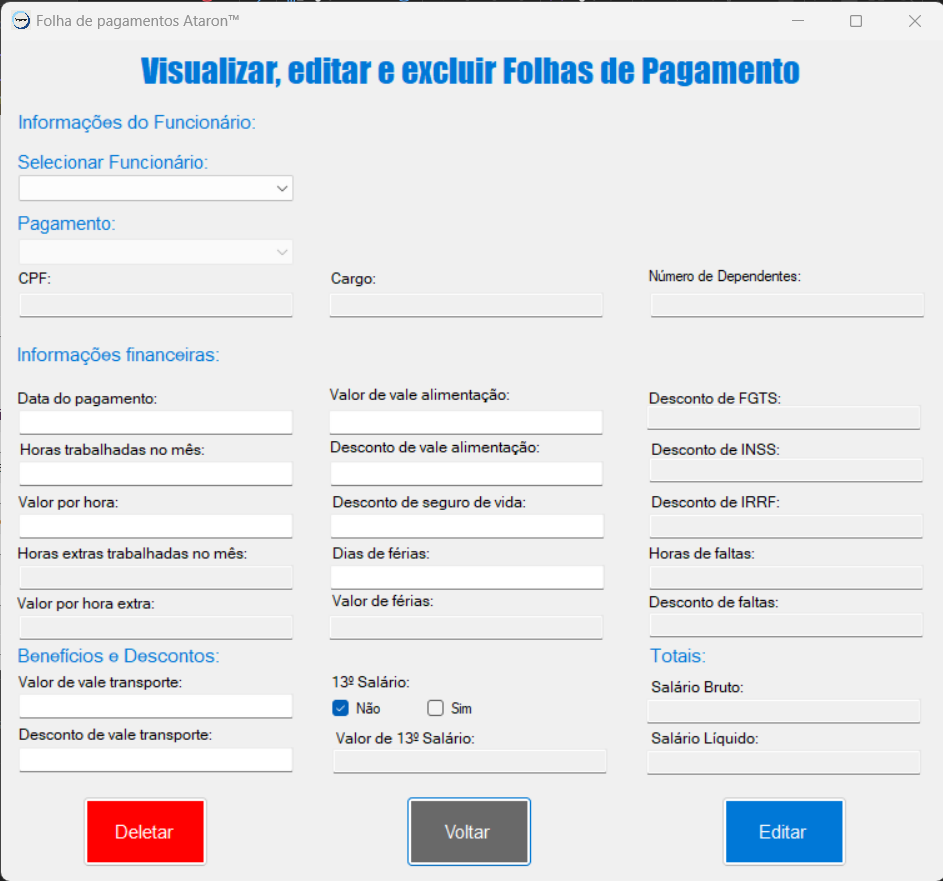 Folha de pagamentos Ataron™
Visualizar, editar e excluir Folhas de Pagamento
Informações do Funcionário:
Selecionar Funcionário:
Pagamento:
CPF:
Cargo:
Número de Dependentes:
Informações financeiras:
Data do pagamento:
Valor de vale alimentação:
Desconto de FGTS:
Horas trabalhadas no mês:
Desconto de vale alimentação:
Desconto de INSS:
Valor por hora:
Desconto de seguro de vida:
Desconto de IRRF:
Horas extras trabalhadas no mês:
Dias de férias:
Horas de faltas:
Valor por hora extra:
Valor de férias:
Desconto de faltas:
Benefícios e Descontos:
Totais:
Valor de vale transporte:
13º Salário:
Salário Bruto:
Não
Sim
Desconto de vale transporte:
Valor de 13º Salário:
Salário Líquido:
Deletar
Voltar
Editar